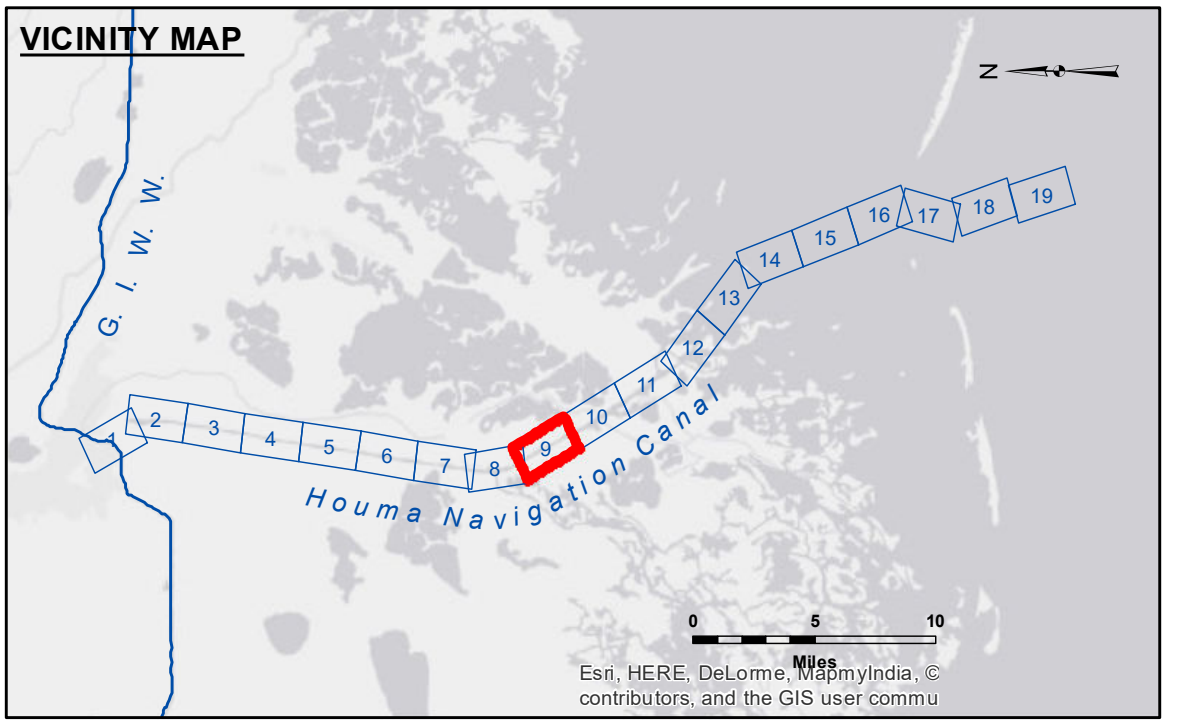 VICINITY MAP
N
G. I. W. W.
1
2
3
4
5
6
7
8
9
10
11
12
13
14
15
16
17
18
19
Houma Navigation Canal
0 5 10
Miles
Esri, HERE, DeLorme, MapmyIndia, ©
contributors, and the GIS user commu